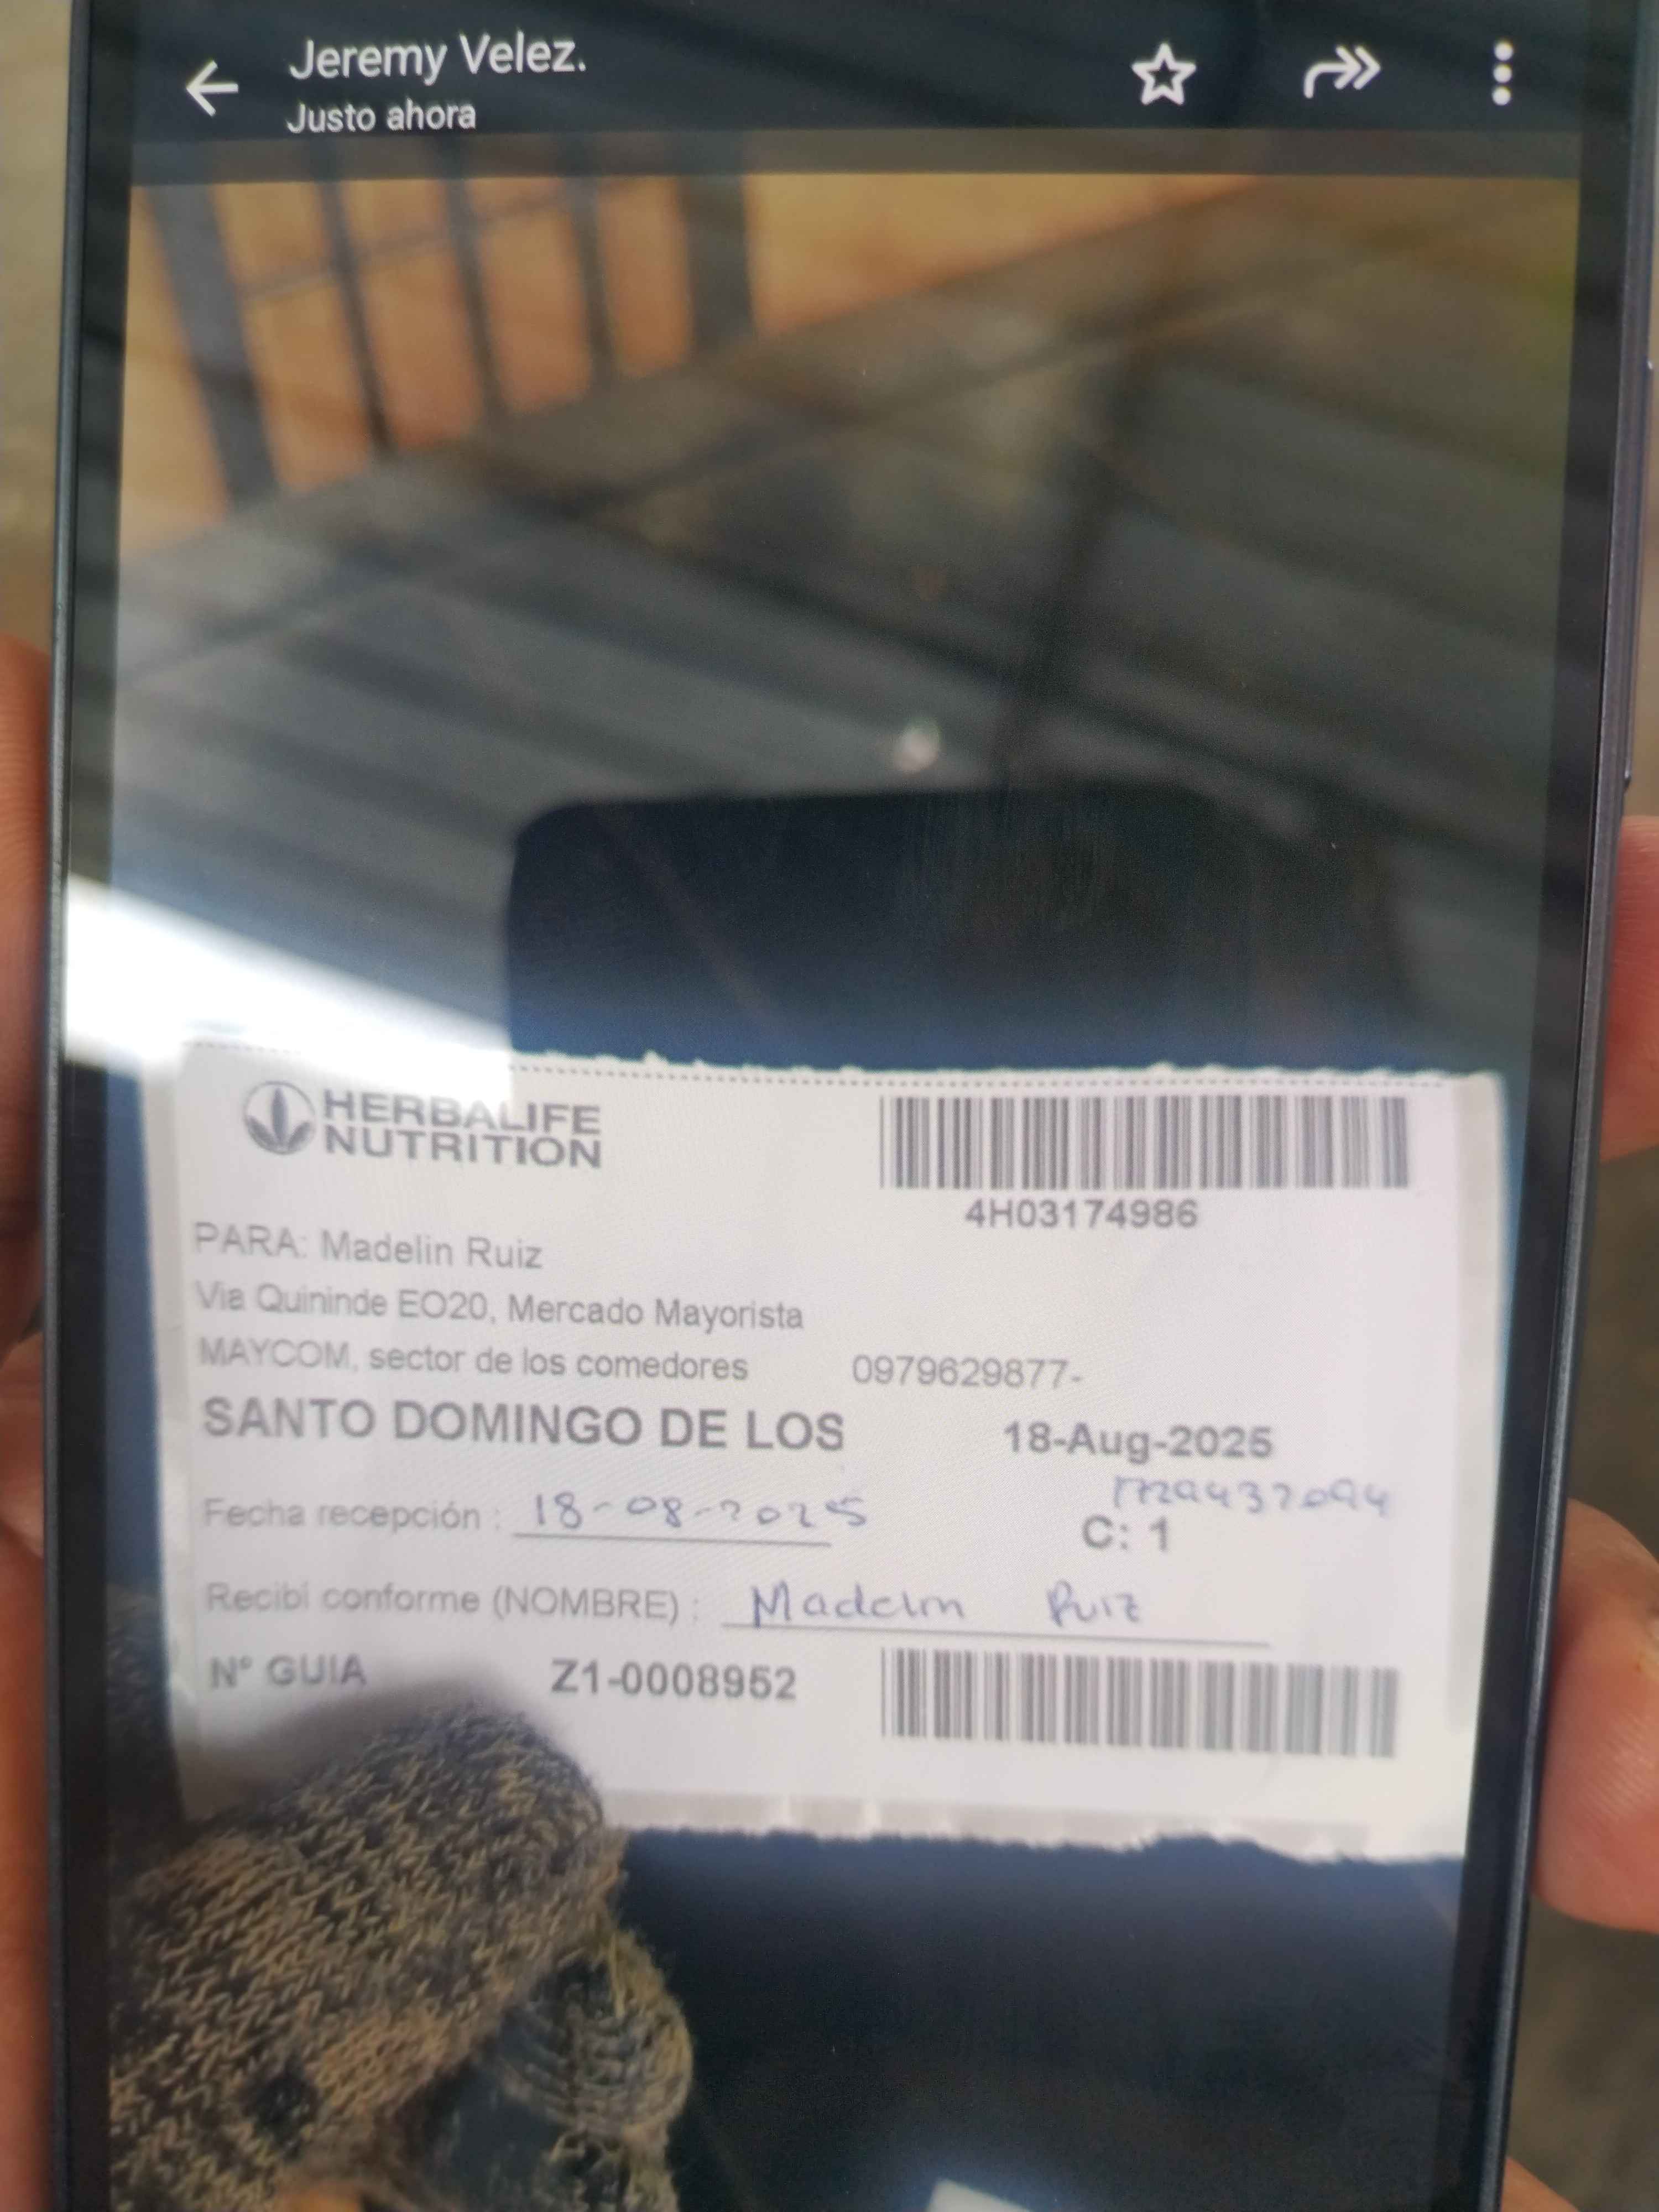 Jeremy Velez.
Justo ahora
HERBALIFE
NUTRITION
4H03174986
PARA: Madelin Ruiz
Via Quininde EO20, Mercado Mayorista
MAYCOM, sector de los comedores 0979629877-
SANTO DOMINGO DE LOS 18-Aug-2025
Fecha recepción : 18-08-2025
C: 1
Recibí conforme (NOMBRE) : Madelin Ruiz
N° GUIA Z1-0008952